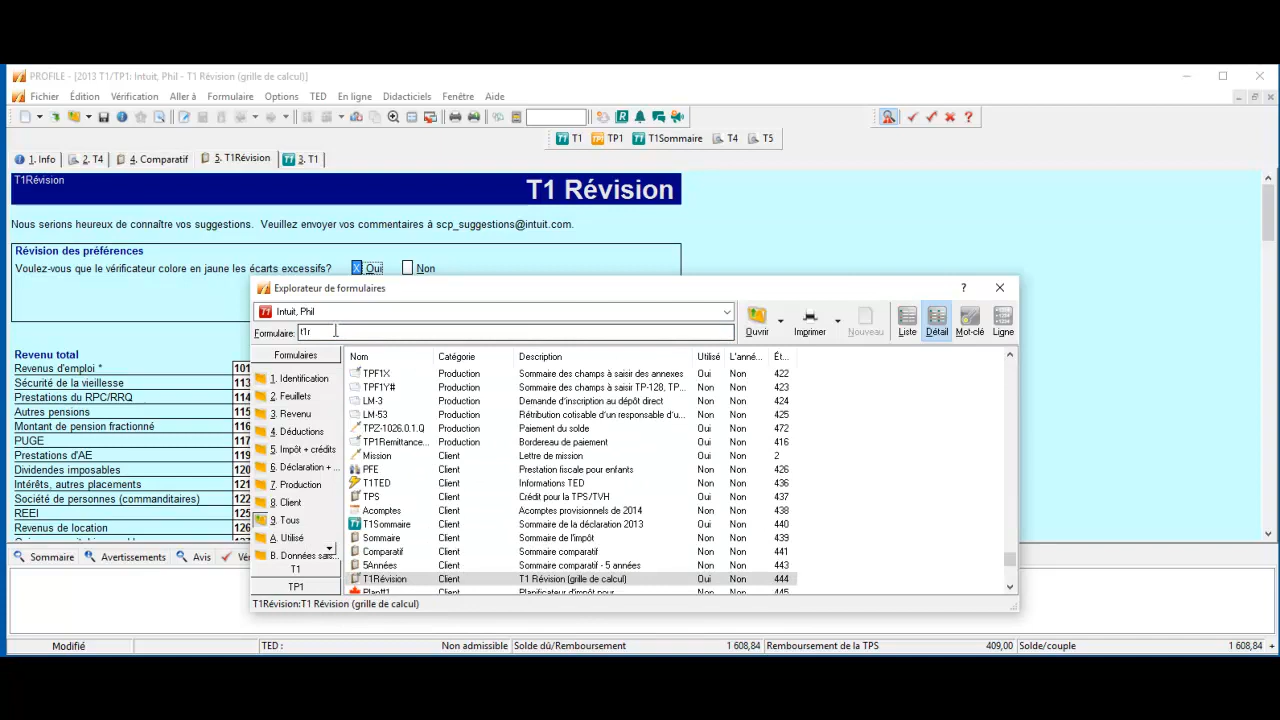 PROFILE - [2013 T1/TP1: Intuit, Phil - T1 Révision (grille de calcul)]
Fichier Édition Vérification Aller à Formulaire Options TED En ligne Didacticiels Fenêtre Aide
T1 TP1 T1Sommaire T4 T5
1. Info 2. T4 4. Comparatif 5. T1Révision 3. T1
T1Révision
T1 Révision
Nous serions heureux de connaître vos suggestions. Veuillez envoyer vos commentaires à scp_suggestions@intuit.com.
Révision des préférences
Voulez-vous que le vérificateur colore en jaune les écarts excessifs? X Oui Non
Revenu total
Revenus d'emploi * 101
Sécurité de la vieillesse 113
Prestations du RPC/RRQ 114
Autres pensions 115
Montant de pension fractionné 116
PUGE 117
Prestations d'AE 119
Dividendes imposables 120
Intérêts, autres placements 121
Société de personnes (commanditaires) 122
REEI 125
Revenus de location 126
Explorateur de formulaires
Intuit, Phil
Formulaire: t1r
Ouvrir Imprimer Nouveau Liste Détail Mot-clé Ligne
Formulaires
1. Identification
2. Feuillets
3. Revenu
4. Déductions
5. Impôt + crédits
6. Déclaration + ...
7. Production
8. Client
9. Tous
A. Utilisé
B. Données sais...
T1
TP1
Nom Catégorie Description Utilisé L'anné... Ét...
TPF1X Production Sommaire des champs à saisir des annexes Oui Non 422
TPF1Y# Production Sommaire des champs à saisir TP-128, TP... Non Non 423
LM-3 Production Demande d'inscription au dépôt direct Non Non 424
LM-53 Production Rétribution cotisable d'un responsable d'u... Non Non 425
TPZ-1026.0.1.Q Production Paiement du solde Oui Non 472
TP1Remittance... Production Bordereau de paiement Non Non 416
Mission Client Lettre de mission Oui Non 2
PFE Client Prestation fiscale pour enfants Non Non 426
T1TED Client Informations TED Non Non 436
TPS Client Crédit pour la TPS/TVH Oui Non 437
Acomptes Client Acomptes provisionels de 2014 Non Non 438
T1Sommaire Client Sommaire de la déclaration 2013 Oui Non 440
Sommaire Client Sommaire de l'impôt Oui Non 439
Comparatif Client Sommaire comparatif Oui Non 441
5Années Client Sommaire comparatif - 5 années Oui Non 443
T1Révision Client T1 Révision (grille de calcul) Oui Non 444
Client Planificateur d'impôt pour Non Non 445
T1Révision:T1 Révision (grille de calcul)
Sommaire Avertissements Avis
Modifié TED : Non admissible Solde dû/Remboursement 1 608,84 Remboursement de la TPS 409,00 Solde/couple 1 608,84 +